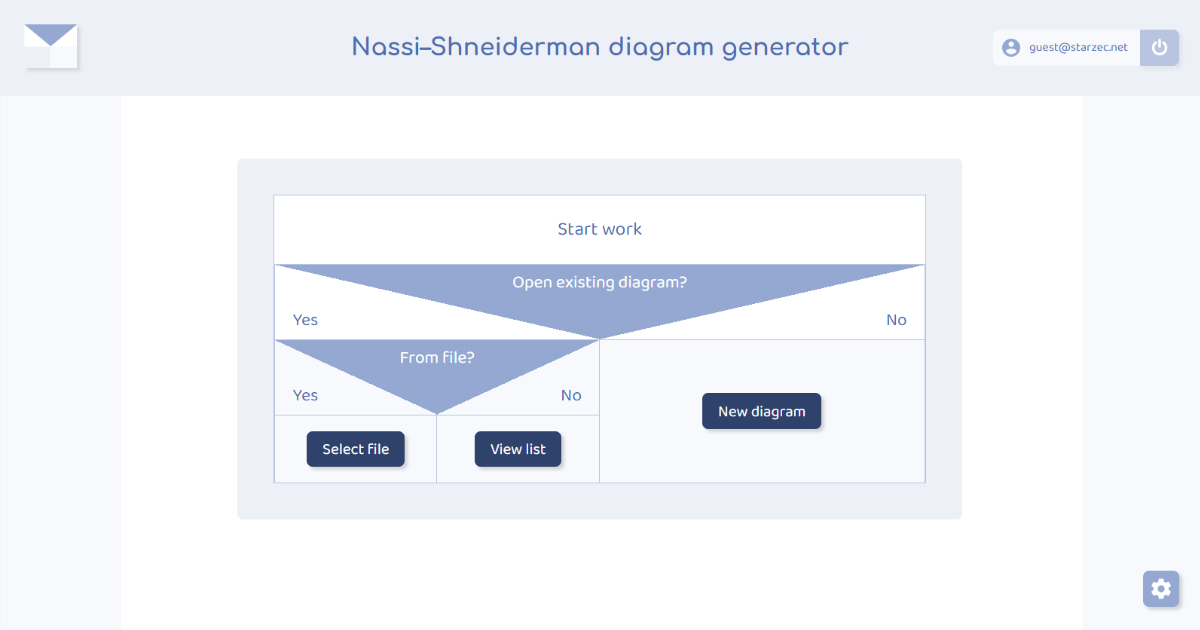 Nassi–Shneiderman diagram generator
guest@starzec.net
Start work
Open existing diagram?
Yes
No
From file?
Yes
No
New diagram
Select file
View list